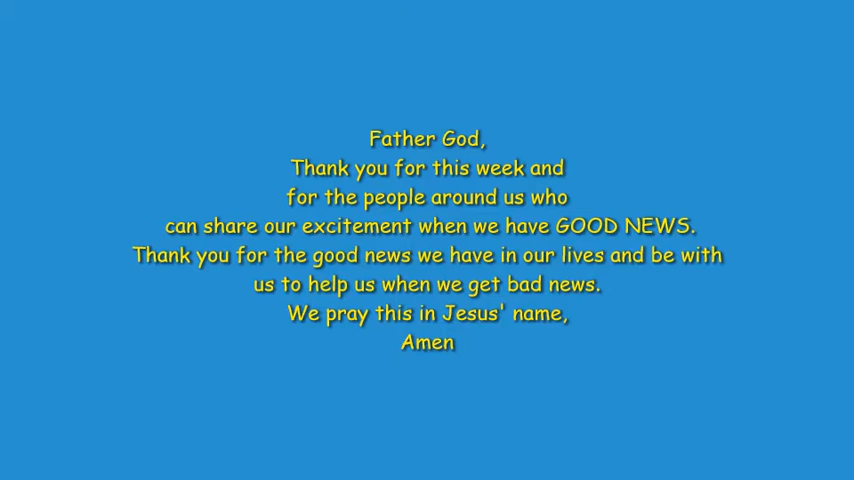 Father God,
Thank you for this week and
for the people around us who
can share our excitement when we have GOOD NEWS.
Thank you for the good news we have in our lives and be with
us to help us when we get bad news.
We pray this in Jesus' name,
Amen